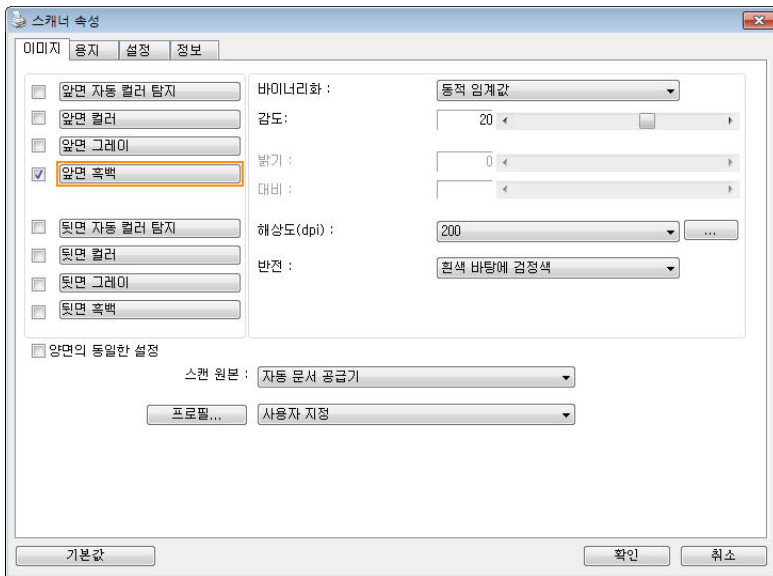 스캐너 속성
이미지 용지 설정 정보
앞면 자동 컬러 탐지
앞면 컬러
앞면 그레이
앞면 흑백
뒷면 자동 컬러 탐지
뒷면 컬러
뒷면 그레이
뒷면 흑백
바이너리화 : 동적 임계값
감도: 20
밝기 : 0
대비 :
해상도(dpi) : 200 ...
반전 : 흰색 바탕에 검정색
양면의 동일한 설정
스캔 원본 : 자동 문서 공급기
프로필... 사용자 지정
기본값 확인 취소